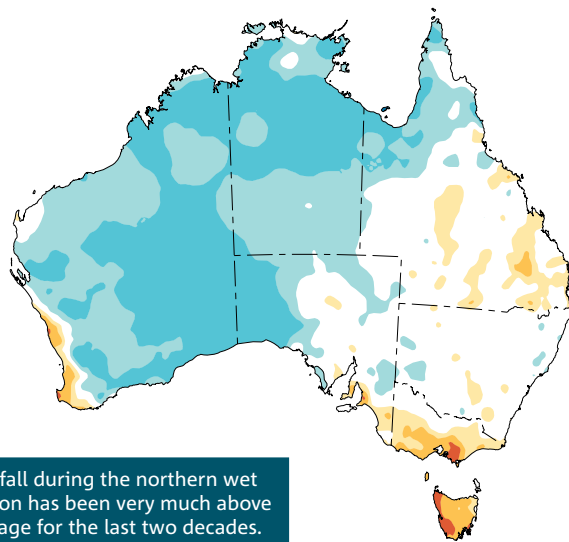 fall during the northern wet
on has been very much above
age for the last two decades.